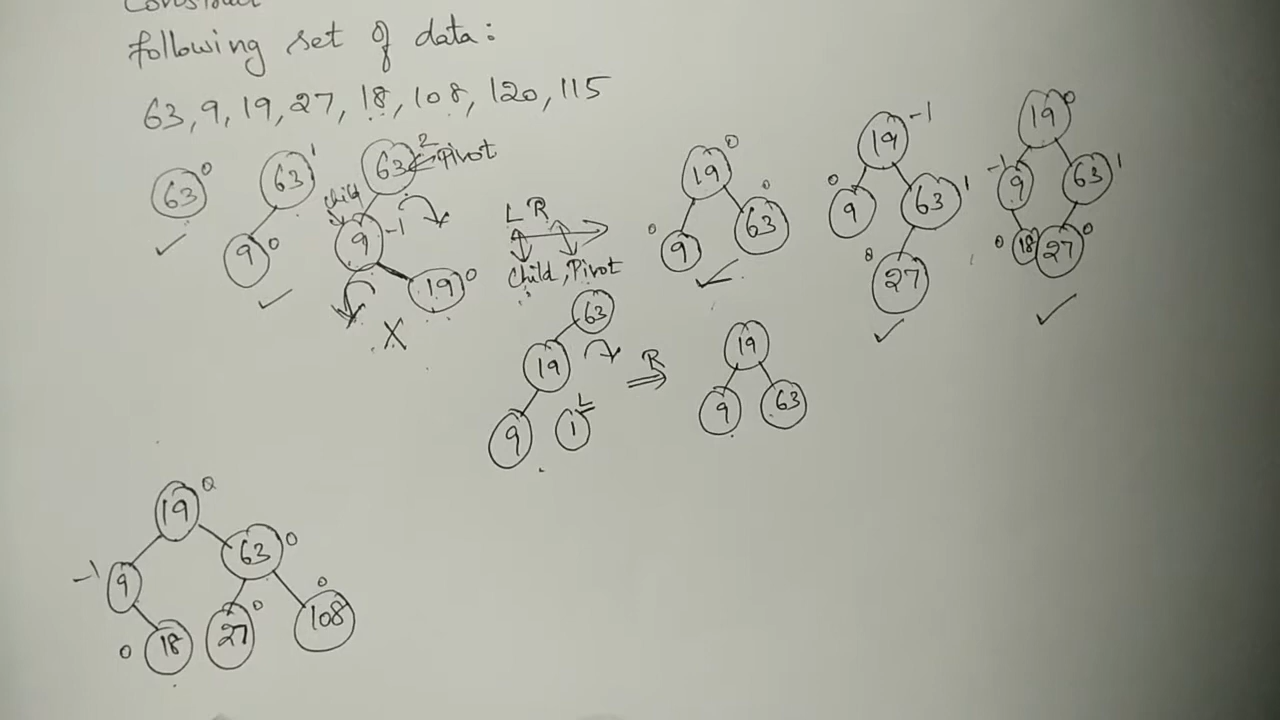 Construct
following set of data:
63, 9, 19, 27, 18, 108, 120, 115
63 0
63 1
9 0
63 2 Pivot
child
9 -1
19 0
X
L R
Child, Pivot
19 0
9 0
63 0
19 -1
9 0
63 1
27 0
19 0
-1 9
63 1
0 18
27 0
63
19
9
1 L
R
19
9
63
19 0
-1 9
63 0
0 18
27 0
108 0